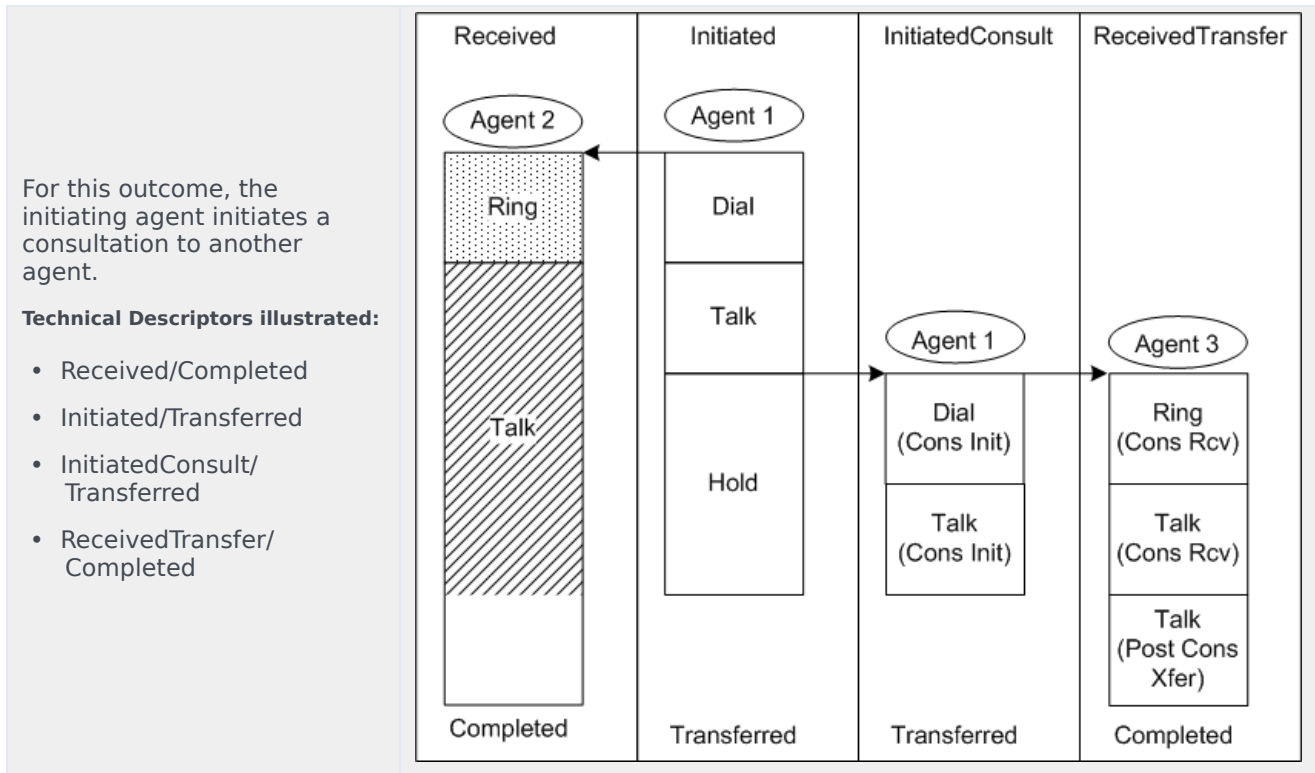 For this outcome, the
initiating agent initiates a
consultation to another
agent.
Technical Descriptors illustrated:
• Received/Completed
• Initiated/Transferred
• InitiatedConsult/
Transferred
• ReceivedTransfer/
Completed
Received
Agent 2
Ring
Talk
Completed
Initiated
Agent 1
Dial
Talk
Hold
Transferred
InitiatedConsult
Agent 1
Dial
(Cons Init)
Talk
(Cons Init)
Transferred
ReceivedTransfer
Agent 3
Ring
(Cons Rcv)
Talk
(Cons Rcv)
Talk
(Post Cons
Xfer)
Completed